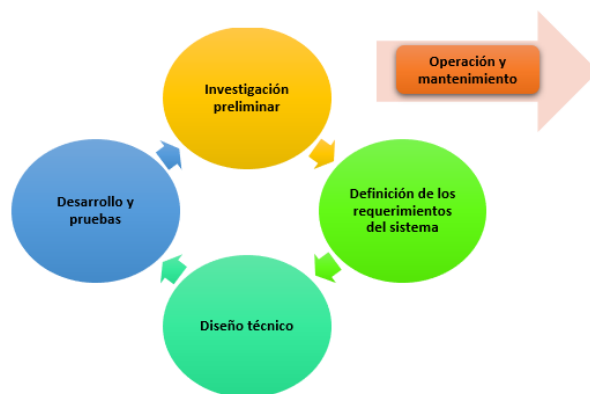 Investigación
preliminar
Operación y
mantenimiento
Definición de los
requerimientos
del sistema
Diseño técnico
Desarrollo y
pruebas